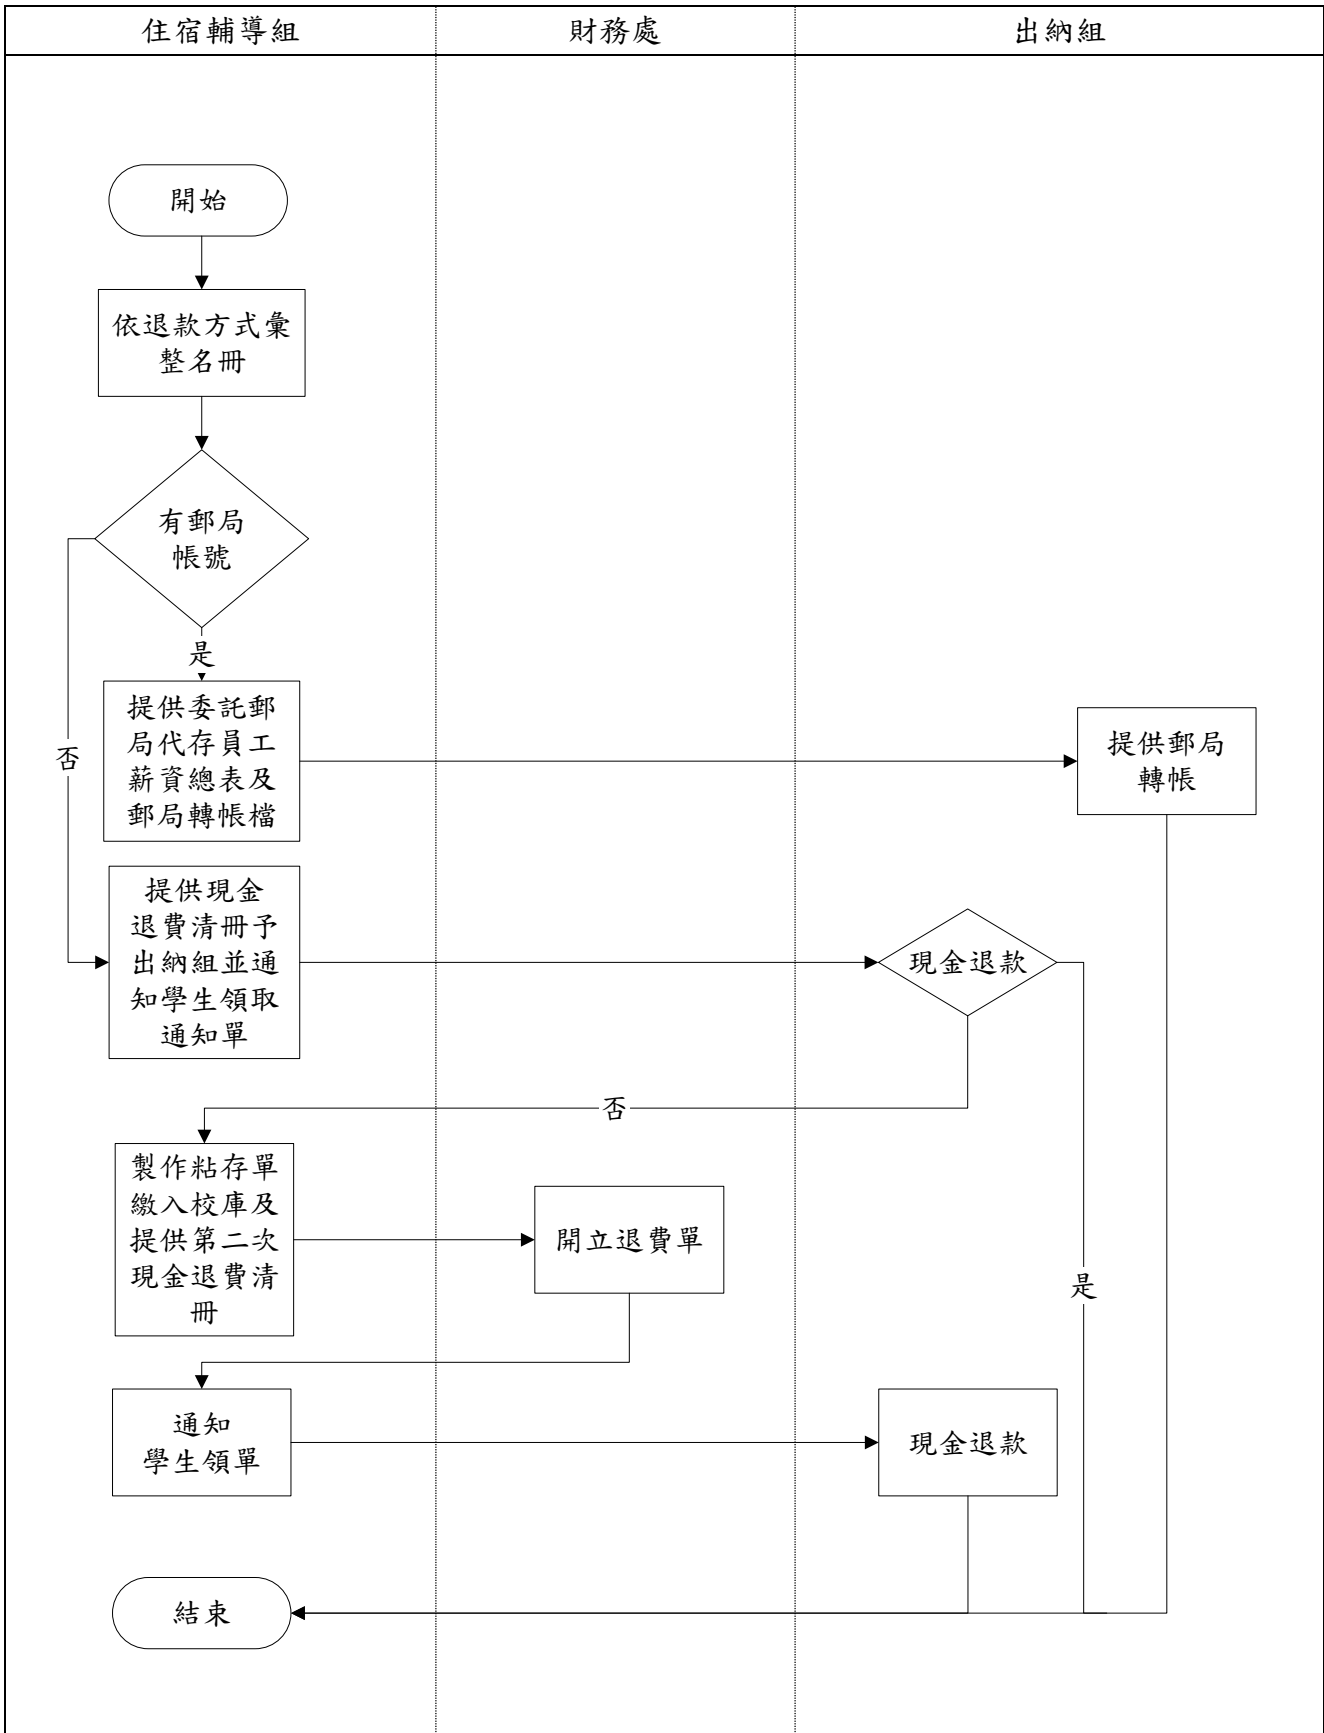 住宿輔導組
財務處
出納組
開始
依退款方式彙
整名冊
有郵局
帳號
是
否
提供委託郵
局代存員工
薪資總表及
郵局轉帳檔
提供郵局
轉帳
提供現金
退費清冊予
出納組並通
知學生領取
通知單
現金退款
否
製作粘存單
繳入校庫及
提供第二次
現金退費清
冊
開立退費單
是
通知
學生領單
現金退款
結束